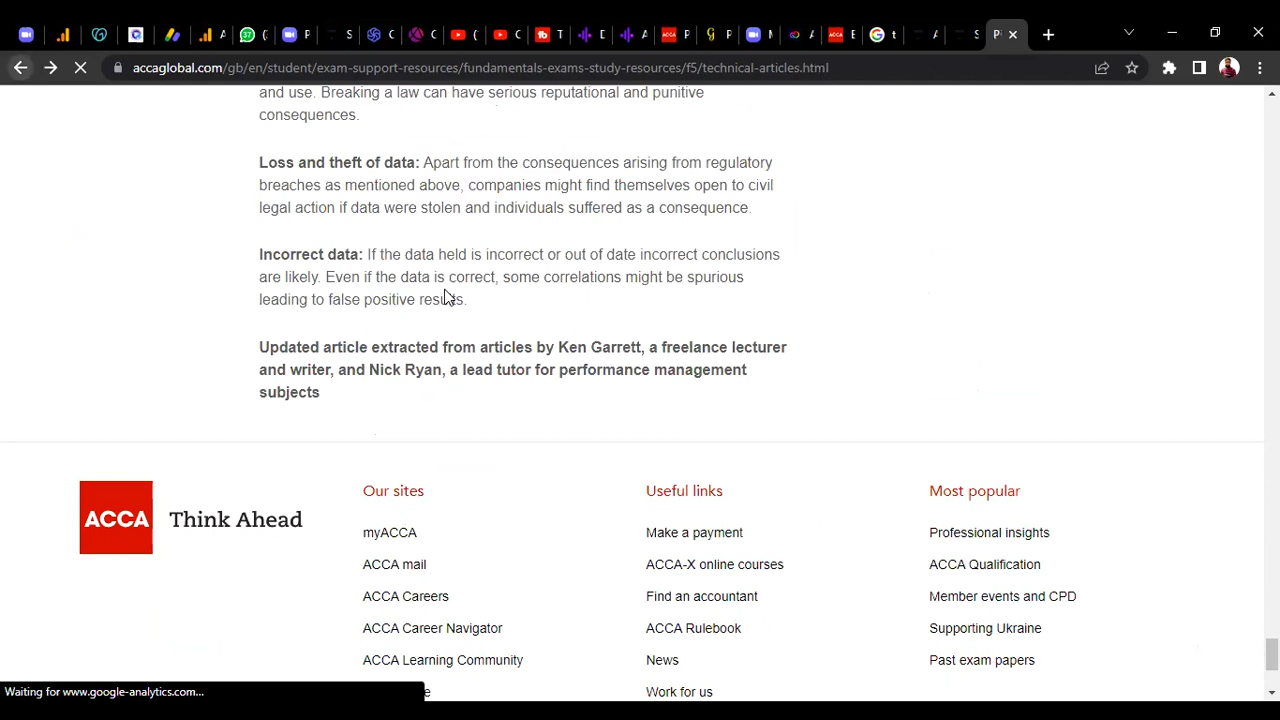 37
accaglobal.com/gb/en/student/exam-support-resources/fundamentals-exams-study-resources/f5/technical-articles.html
and use. Breaking a law can have serious reputational and punitive
consequences.
Loss and theft of data: Apart from the consequences arising from regulatory
breaches as mentioned above, companies might find themselves open to civil
legal action if data were stolen and individuals suffered as a consequence.
Incorrect data: If the data held is incorrect or out of date incorrect conclusions
are likely. Even if the data is correct, some correlations might be spurious
leading to false positive results.
Updated article extracted from articles by Ken Garrett, a freelance lecturer
and writer, and Nick Ryan, a lead tutor for performance management
subjects
ACCA Think Ahead
Our sites
myACCA
ACCA mail
ACCA Careers
ACCA Career Navigator
ACCA Learning Community
Useful links
Make a payment
ACCA-X online courses
Find an accountant
ACCA Rulebook
News
Work for us
Most popular
Professional insights
ACCA Qualification
Member events and CPD
Supporting Ukraine
Past exam papers
Waiting for www.google-analytics.com...